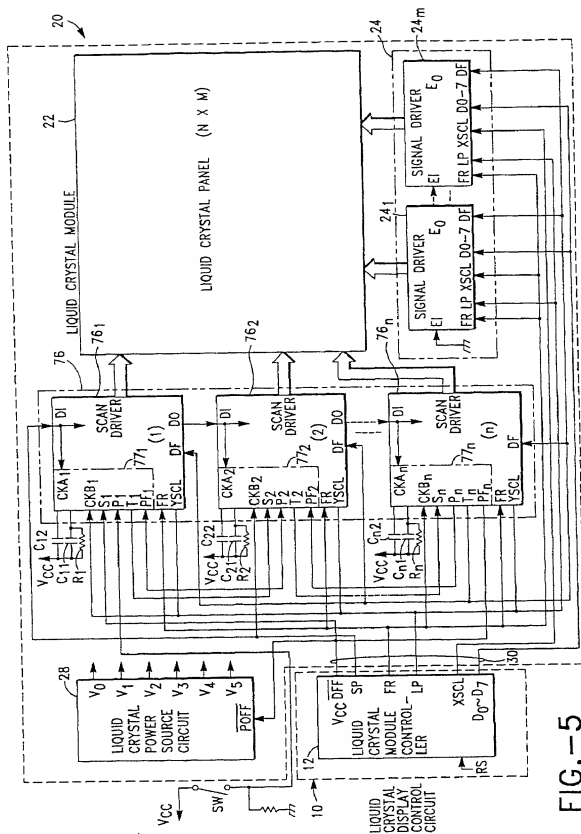 20
LIQUID CRYSTAL MODULE
22
LIQUID CRYSTAL PANEL (N X M)
24
24m
SIGNAL DRIVER
E0
EI
FR LP XSCL D0-7 DF
241
SIGNAL DRIVER
E0
EI
FR LP XSCL D0-7 DF
76
761
DI
SCAN
DRIVER
(1)
DO
DF
771
CKA1
CKB1
S1
P1
T1
PF1
FR
YSCL
VCC
C12
C11
R1
762
DI
SCAN
DRIVER
(2)
DO
DF
772
CKA2
CKB2
S2
P2
T2
PF2
FR
YSCL
VCC
C22
C21
R2
76n
DI
SCAN
DRIVER
(n)
DF
77n
CKAn
CKBn
Sn
Pn
Tn
PFn
FR
YSCL
VCC
Cn2
Cn1
Rn
28
LIQUID
CRYSTAL
POWER
SOURCE
CIRCUIT
V0
V1
V2
V3
V4
V5
POFF
VCC
SW
30
12
LIQUID
CRYSTAL
MODULE
CONTROL-
LER
VCC DFF
SP
FR
LP
XSCL
D0~D7
RS
10
LIQUID
CRYSTAL
DISPLAY
CONTROL
CIRCUIT
FIG.-5